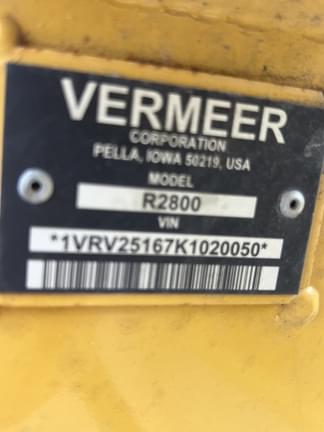 VERMEER
CORPORATION
PELLA, IOWA 50219, USA
MODEL
R2800
VIN
*1VRV25167K1020050*